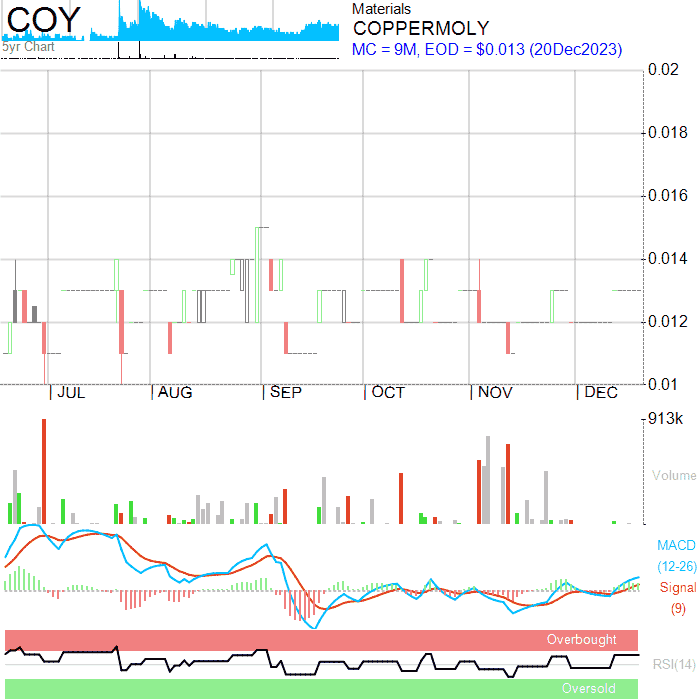 COY
5yr Chart
Materials
COPPERMOLY
MC = 9M, EOD = $0.013 (20Dec2023)
0.02
0.018
0.016
0.014
0.012
0.01
JUL AUG SEP OCT NOV DEC
913k
Volume
MACD
(12-26)
Signal
(9)
Overbought
RSI(14)
Oversold